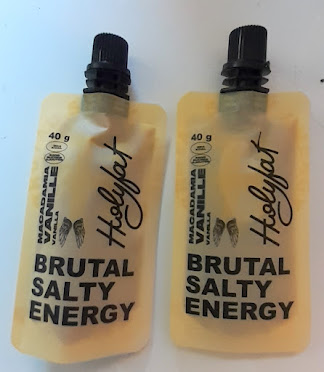 40 g
MACADAMIA
VANILLE
VANILLA
Holyfat
BRUTAL
SALTY
ENERGY
40 g
MACADAMIA
VANILLE
VANILLA
Holyfat
BRUTAL
SALTY
ENERGY